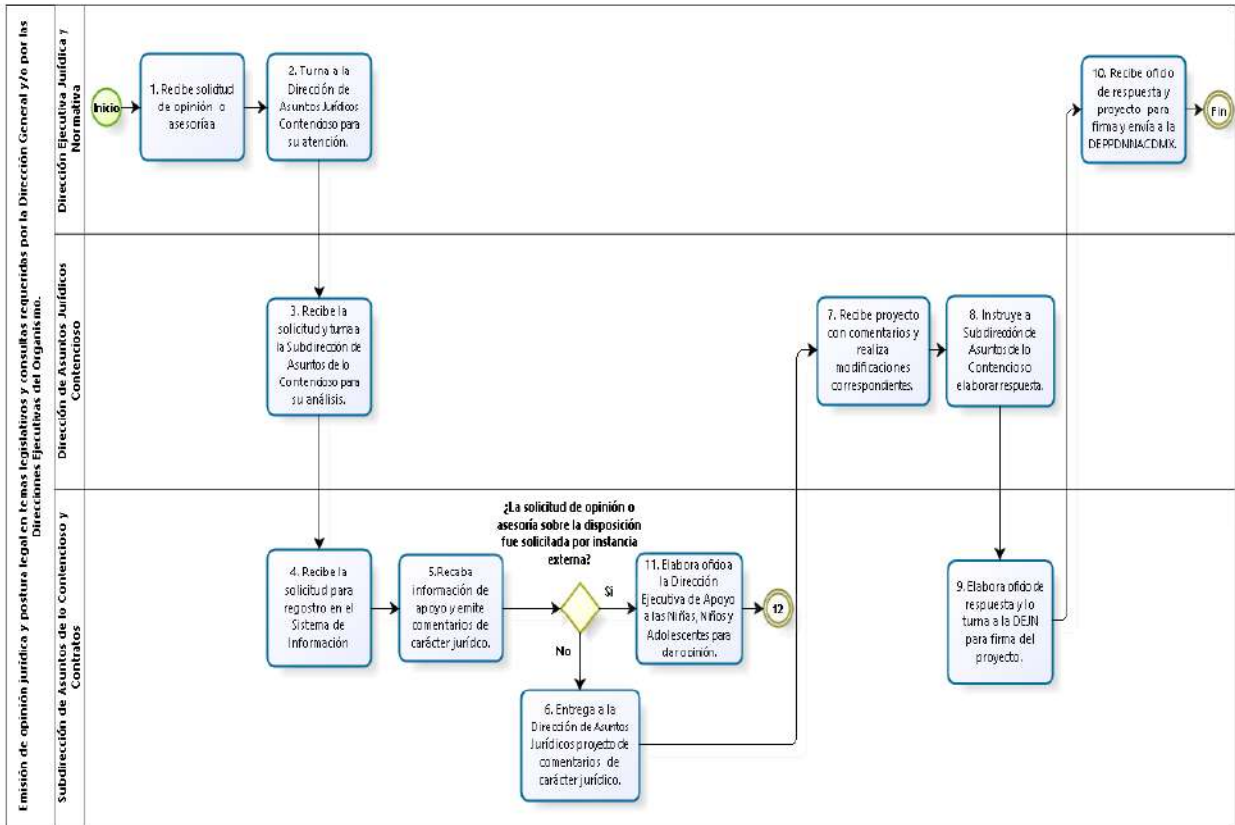 Emisión de opinión jurídica y postura legal en temas legislativos y consultas requeridas por la Dirección General y/o por las
Direcciones Ejecutivas del Organismo.
Dirección Ejecutiva Jurídica y
Normativa
Inicio
1. Recibe solicitud
de opinión o
asesoríaa
2. Turna a la
Dirección de
Asuntos Jurídicos
Contencioso para
su atención.
10. Recibe oficio
de respuesta y
proyecto para
firma y envía a la
DEPPDNNACDMX.
Fin
Dirección de Asuntos Jurídicos
Contencioso
3. Recibe la
solicitud y turna a
la Subdirección de
Asuntos de lo
Contencioso para
su análisis.
7. Recibe proyecto
con comentarios y
realiza
modificaciones
correspondientes.
8. Instruye a
Subdirección de
Asuntos de lo
Contencioso
elaborar respuesta.
Subdirección de Asuntos de lo Contencioso y
Contratos
4. Recibe la
solicitud para
registro en el
Sistema de
Información
5.Recaba
información de
apoyo y emite
comentarios de
carácter jurídco.
¿La solicitud de opinión o
asesoría sobre la disposición
fue solicitada por instancia
externa?
Si
No
11. Elabora oficio a
la Dirección
Ejecutiva de Apoyo
a las Niñas, Niños y
Adolescentes para
dar opinión.
12
6. Entrega a la
Dirección de Asuntos
Jurídicos proyecto de
comentarios de
carácter jurídico.
9. Elabora oficio de
respuesta y lo
turna a la DEJN
para firma del
proyecto.